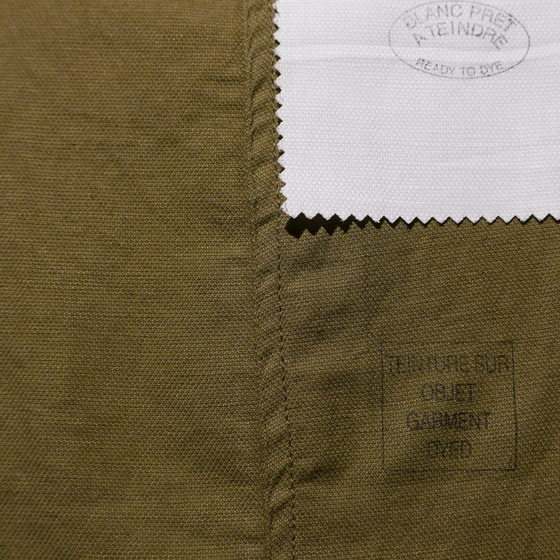 BLANC PRET
A TEINDRE
READY TO DYE
TEINTURE SUR
OBJET
GARMENT
DYED